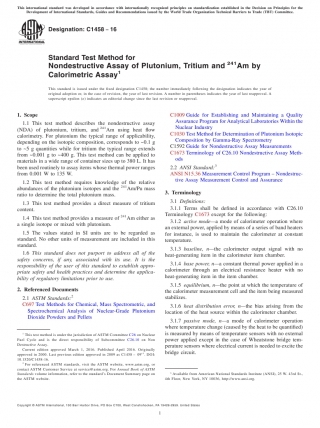 This international standard was developed in accordance with internationally recognized principles on standardization established in the Decision on Principles for the
Development of International Standards, Guides and Recommendations issued by the World Trade Organization Technical Barriers to Trade (TBT) Committee.
Designation: C1458 − 16
INTERNATIONAL
Standard Test Method for
Nondestructive Assay of Plutonium, Tritium and 241Am by
Calorimetric Assay1
This standard is issued under the fixed designation C1458; the number immediately following the designation indicates the year of
original adoption or, in the case of revision, the year of last revision. A number in parentheses indicates the year of last reapproval. A
superscript epsilon (ε) indicates an editorial change since the last revision or reapproval.
1. Scope
1.1 This test method describes the nondestructive assay
(NDA) of plutonium, tritium, and 241Am using heat flow
calorimetry. For plutonium the typical range of applicability,
depending on the isotopic composition, corresponds to ~0.1 g
to ~5 g quantities while for tritium the typical range extends
from ~0.001 g to ~400 g. This test method can be applied to
materials in a wide range of container sizes up to 380 L. It has
been used routinely to assay items whose thermal power ranges
from 0.001 W to 135 W.
1.2 This test method requires knowledge of the relative
abundances of the plutonium isotopes and the 241Am/Pu mass
ratio to determine the total plutonium mass.
1.3 This test method provides a direct measure of tritium
content.
1.4 This test method provides a measure of 241Am either as
a single isotope or mixed with plutonium.
1.5 The values stated in SI units are to be regarded as
standard. No other units of measurement are included in this
standard.
1.6 This standard does not purport to address all of the
safety concerns, if any, associated with its use. It is the
responsibility of the user of this standard to establish appro-
priate safety and health practices and determine the applica-
bility of regulatory limitations prior to use.
2. Referenced Documents
2.1 ASTM Standards:2
C697 Test Methods for Chemical, Mass Spectrometric, and
Spectrochemical Analysis of Nuclear-Grade Plutonium
Dioxide Powders and Pellets
1 This test method is under the jurisdiction of ASTM Committee C26 on Nuclear
Fuel Cycle and is the direct responsibility of Subcommittee C26.10 on Non
Destructive Assay.
Current edition approved March 1, 2016. Published April 2016. Originally
approved in 2000. Last previous edition approved in 2009 as C1458 – 09ε1. DOI:
10.1520/C1458-16.
2 For referenced ASTM standards, visit the ASTM website, www.astm.org, or
contact ASTM Customer Service at service@astm.org. For Annual Book of ASTM
Standards volume information, refer to the standard's Document Summary page on
the ASTM website.
C1009 Guide for Establishing and Maintaining a Quality
Assurance Program for Analytical Laboratories Within the
Nuclear Industry
C1030 Test Method for Determination of Plutonium Isotopic
Composition by Gamma-Ray Spectrometry
C1592 Guide for Nondestructive Assay Measurements
C1673 Terminology of C26.10 Nondestructive Assay Meth-
ods
2.2 ANSI Standards:3
ANSI N15.36 Measurement Control Program - Nondestruc-
tive Assay Measurement Control and Assurance
3. Terminology
3.1 Definitions:
3.1.1 Terms shall be defined in accordance with C26.10
Terminology C1673 except for the following:
3.1.2 active mode—a mode of calorimeter operation where
an external power, applied by means of a series of band heaters
for instance, is used to maintain the calorimeter at constant
temperature.
3.1.3 baseline, n—the calorimeter output signal with no
heat-generating item in the calorimeter item chamber.
3.1.4 base power, n—a constant thermal power applied in a
calorimeter through an electrical resistance heater with no
heat-generating item in the item chamber.
3.1.5 equilibrium, n—the point at which the temperature of
the calorimeter measurement cell and the item being measured
stabilizes.
3.1.6 heat distribution error, n—the bias arising from the
location of the heat source within the calorimeter chamber.
3.1.7 passive mode, n—a mode of calorimeter operation
where temperature change (caused by the heat to be quantified)
is measured by means of temperature sensors with no external
power applied except in the case of Wheatstone bridge tem-
perature sensors where electrical current is needed to excite the
bridge circuit.
3 Available from American National Standards Institute (ANSI), 25 W. 43rd St.,
4th Floor, New York, NY 10036, http://www.ansi.org.
Copyright © ASTM International, 100 Barr Harbor Drive, PO Box C700, West Conshohocken, PA 19428-2959. United States
1